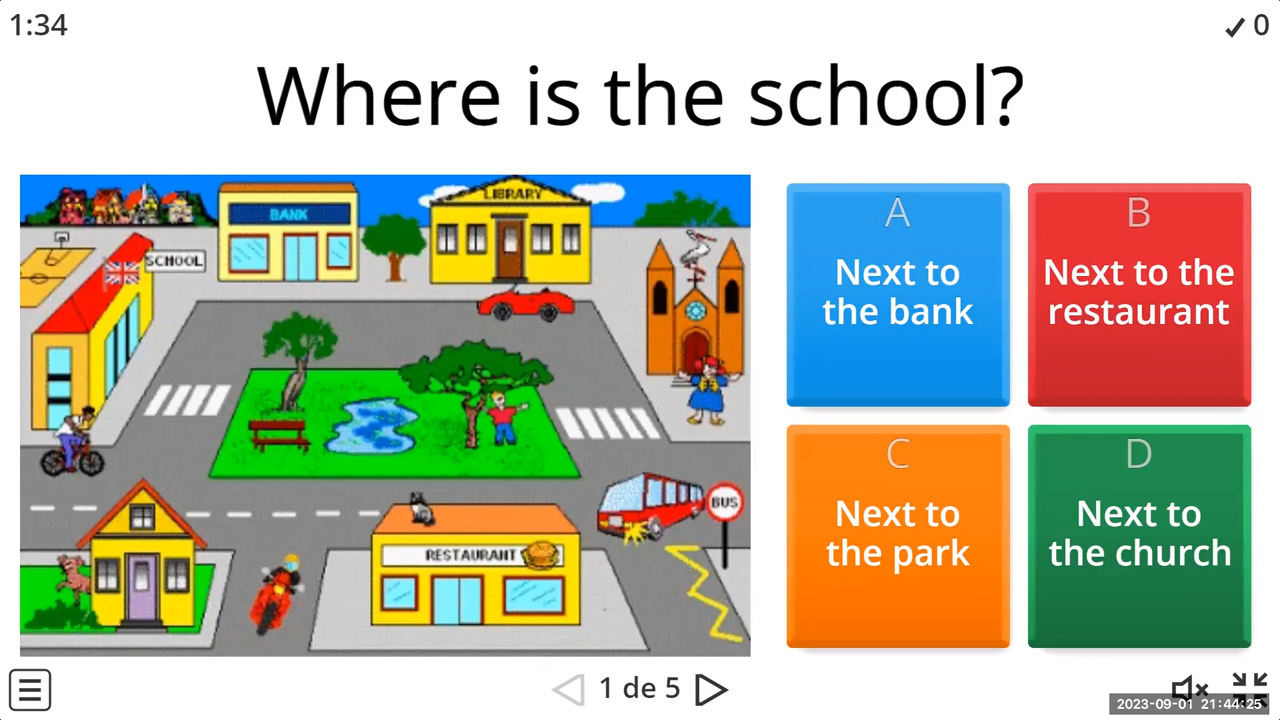 1:34
0
Where is the school?
BANK
LIBRARY
SCHOOL
BUS
RESTAURANT
A
Next to
the bank
B
Next to the
restaurant
C
Next to
the park
D
Next to
the church
1 de 5
2023-09-01 21:44:25